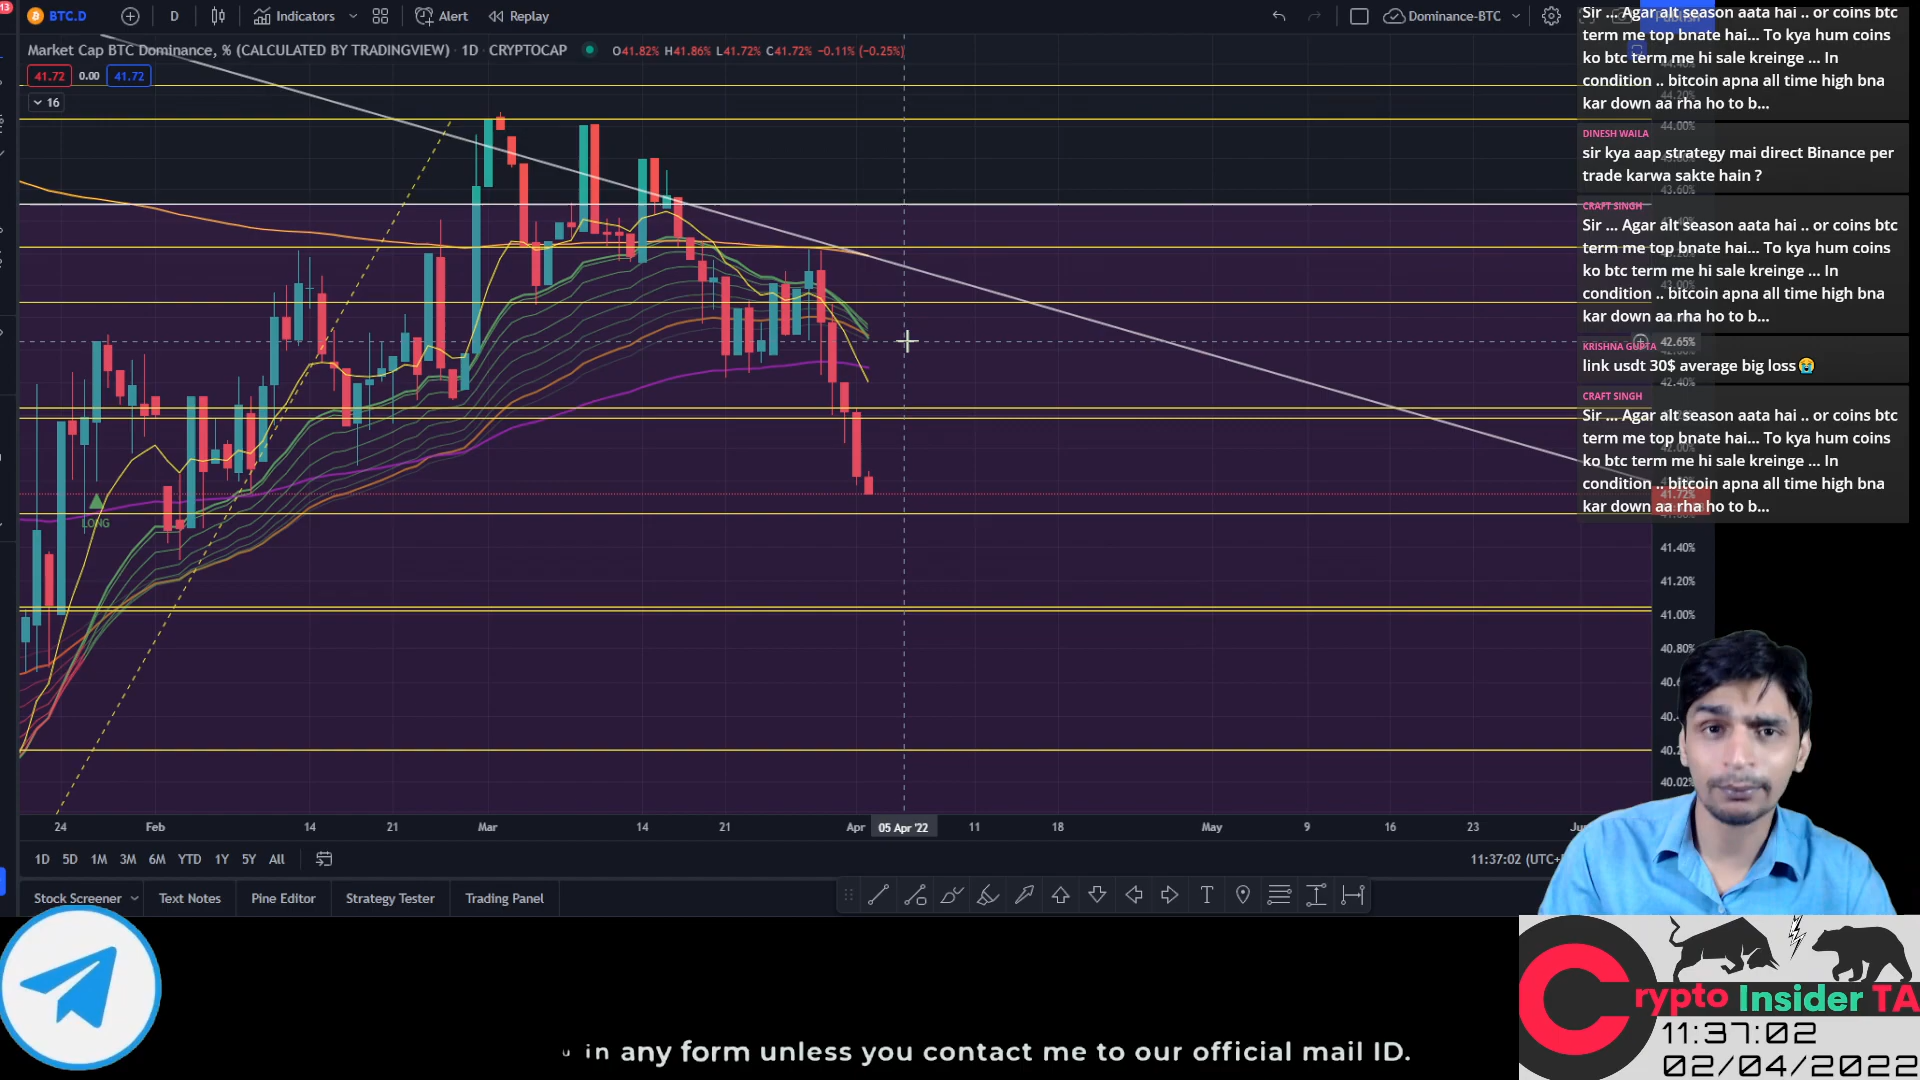 13
BTC.D
D
Indicators
Alert
Replay
Dominance-BTC
Market Cap BTC Dominance, % (CALCULATED BY TRADINGVIEW) · 1D · CRYPTOCAP
O41.82% H41.86% L41.72% C41.72% −0.11% (−0.25%)
41.72 0.00 41.72
16
LONG
44.20%
44.00%
43.60%
43.00%
42.65%
42.40%
42.00%
41.72%
41.40%
41.20%
41.00%
40.80%
40.02%
Sir ... Agar alt season aata hai .. or coins btc
term me top bnate hai... To kya hum coins
ko btc term me hi sale kreinge ... In
condition .. bitcoin apna all time high bna
kar down aa rha ho to b...
DINESH WAILA
sir kya aap strategy mai direct Binance per
trade karwa sakte hain ?
CRAFT SINGH
Sir ... Agar alt season aata hai .. or coins btc
term me top bnate hai... To kya hum coins
ko btc term me hi sale kreinge ... In
condition .. bitcoin apna all time high bna
kar down aa rha ho to b...
KRISHNA GUPTA
link usdt 30$ average big loss😭
CRAFT SINGH
Sir ... Agar alt season aata hai .. or coins btc
term me top bnate hai... To kya hum coins
ko btc term me hi sale kreinge ... In
condition .. bitcoin apna all time high bna
kar down aa rha ho to b...
24 Feb 14 21 Mar 14 21 Apr 05 Apr '22 11 18 May 9 16 23
1D 5D 1M 3M 6M YTD 1Y 5Y All
11:37:02 (UTC+
Stock Screener Text Notes Pine Editor Strategy Tester Trading Panel
in any form unless you contact me to our official mail ID.
Crypto Insider TA
11:37:02
02/04/2022